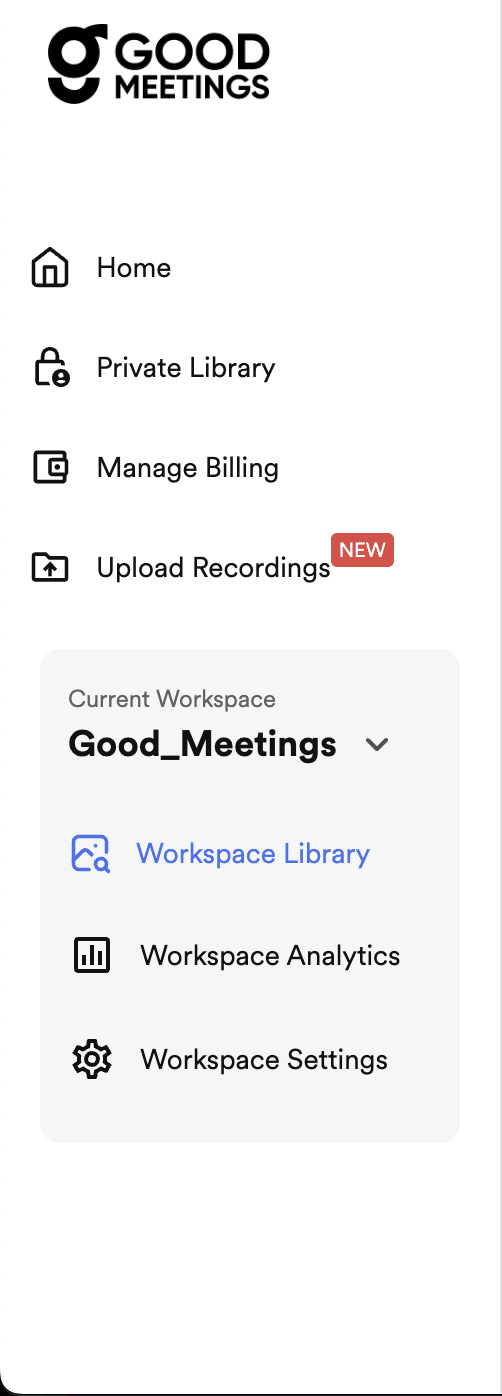 GOOD
MEETINGS
Home
Private Library
Manage Billing
Upload Recordings NEW
Current Workspace
Good_Meetings
Workspace Library
Workspace Analytics
Workspace Settings